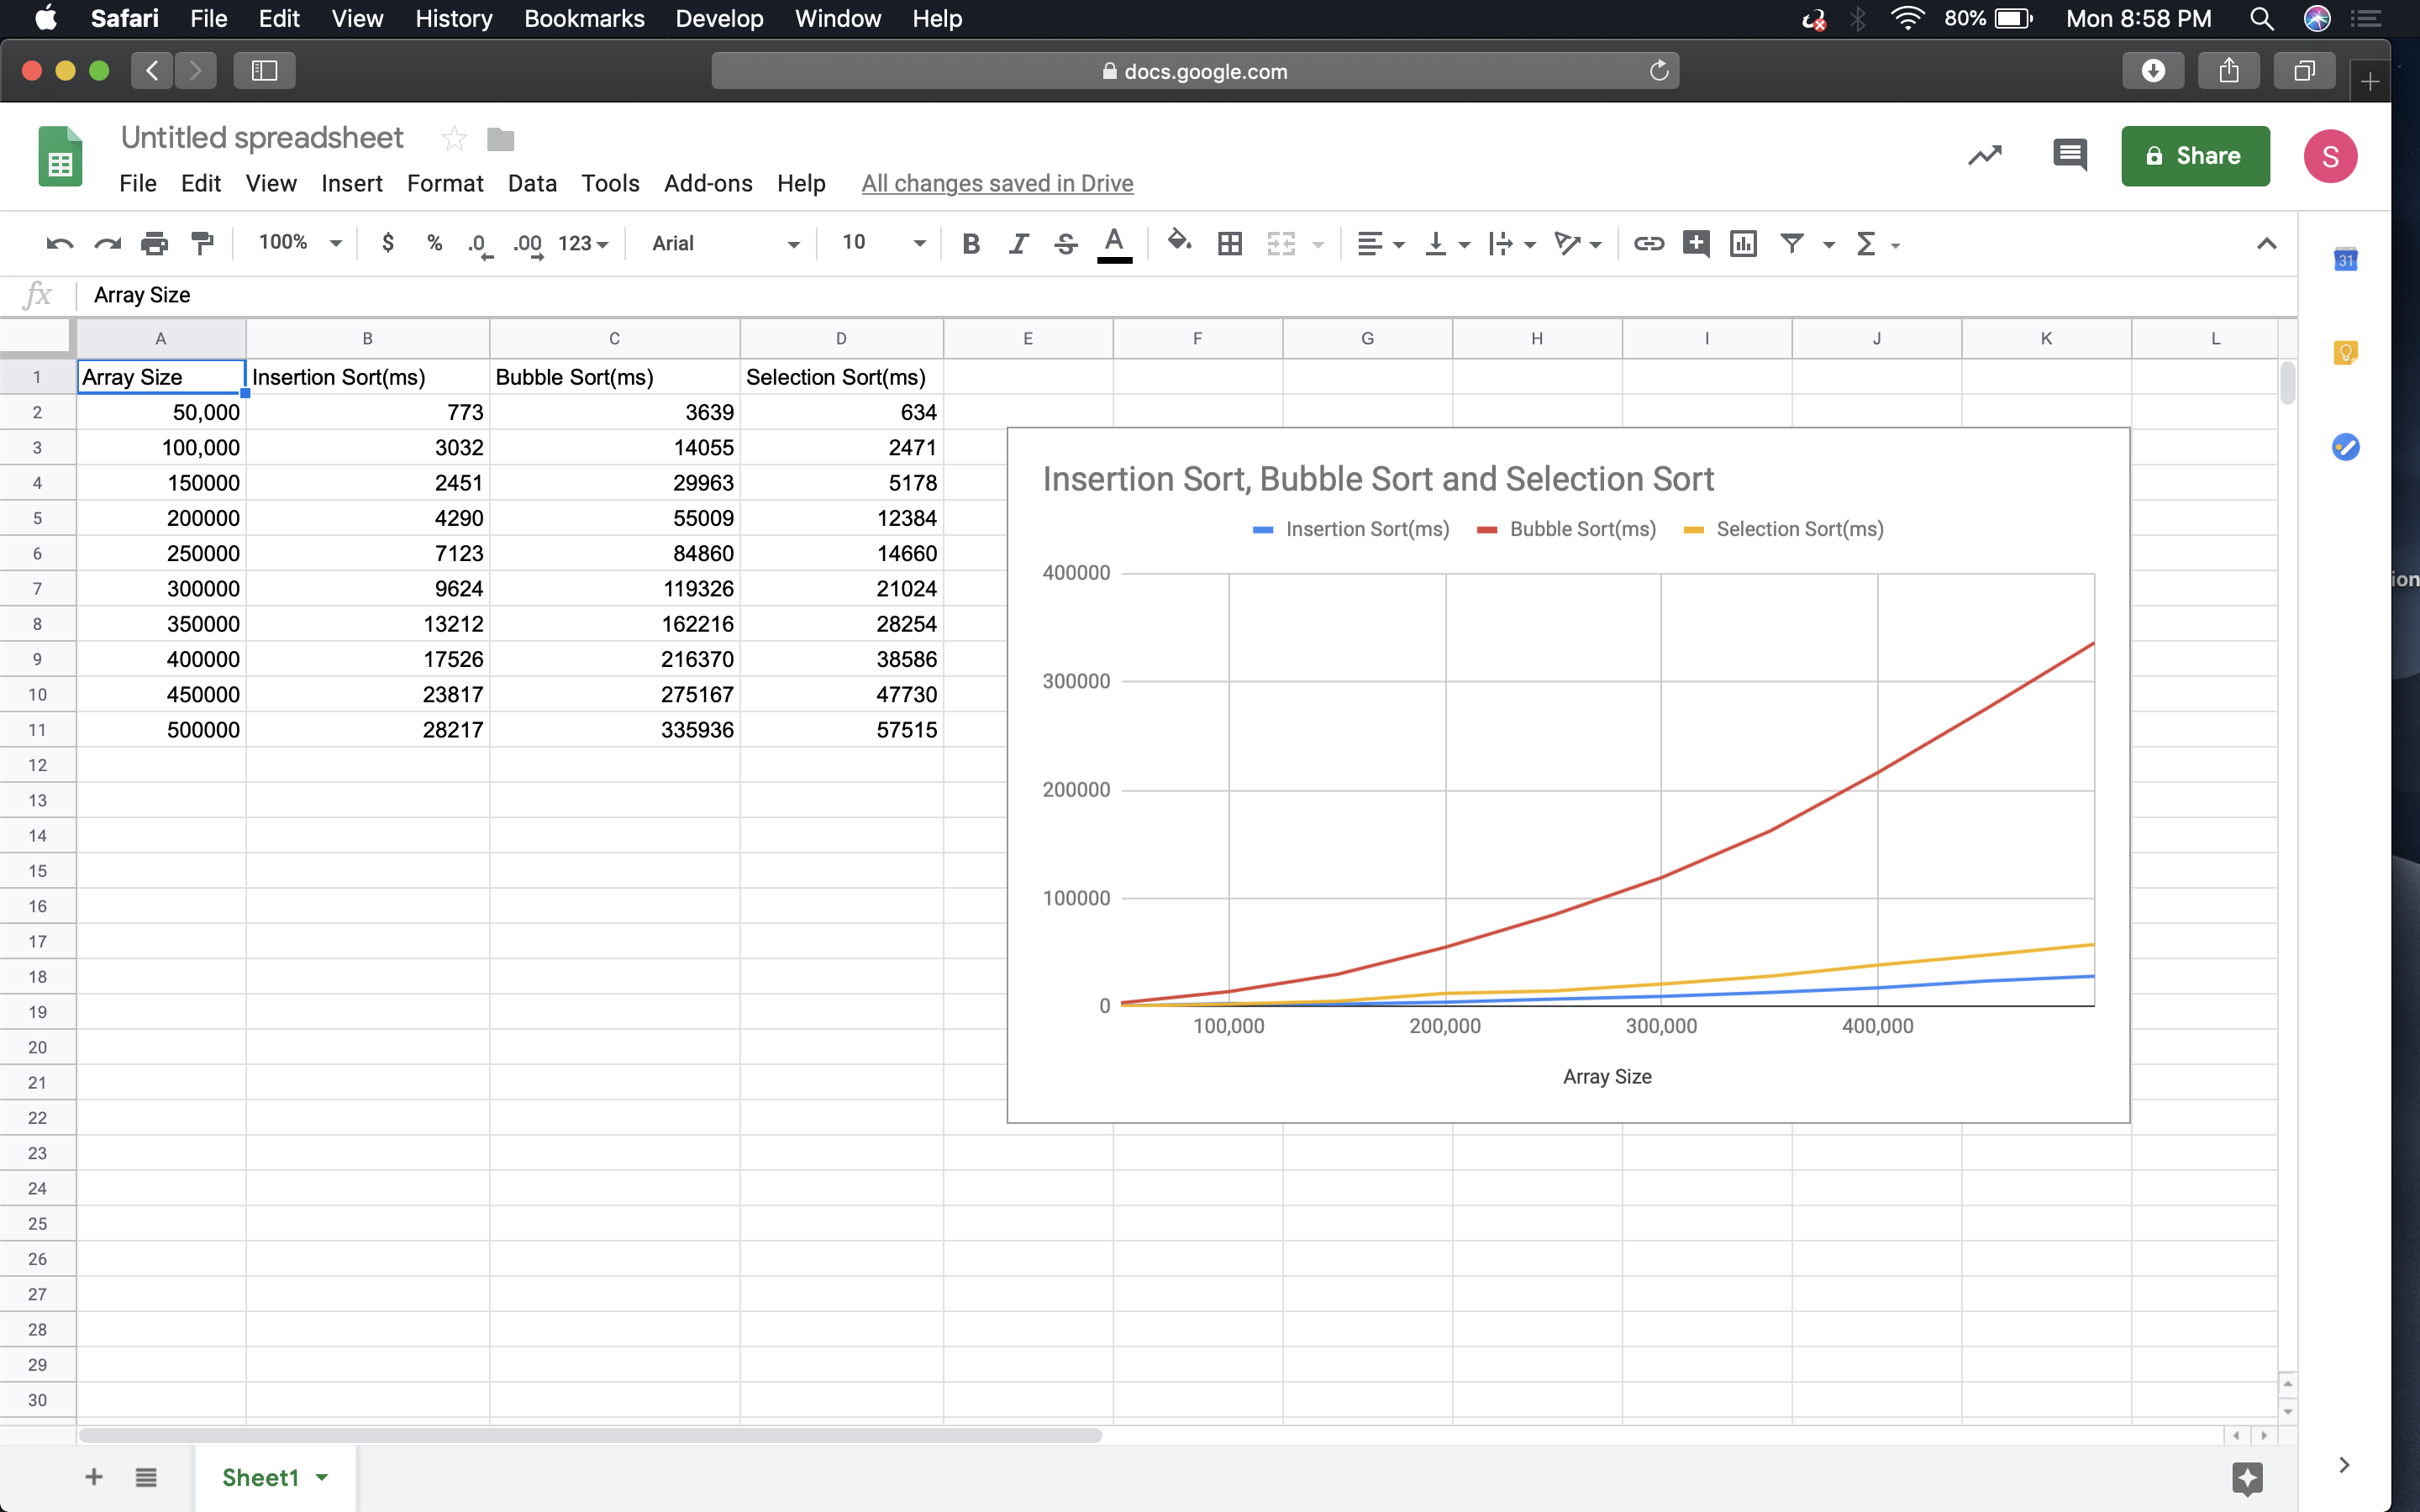 Safari File Edit View History Bookmarks Develop Window Help 80% Mon 8:58 PM
docs.google.com
Untitled spreadsheet
File Edit View Insert Format Data Tools Add-ons Help All changes saved in Drive
Share
S
100% $ % .0 .00 123 Arial 10 B I S A Σ
31
fx Array Size
A B C D E F G H I J K L
1 Array Size Insertion Sort(ms) Bubble Sort(ms) Selection Sort(ms)
2 50,000 773 3639 634
3 100,000 3032 14055 2471
4 150000 2451 29963 5178
5 200000 4290 55009 12384
6 250000 7123 84860 14660
7 300000 9624 119326 21024
8 350000 13212 162216 28254
9 400000 17526 216370 38586
10 450000 23817 275167 47730
11 500000 28217 335936 57515
12
13
14
15
16
17
18
19
20
21
22
23
24
25
26
27
28
29
30
Insertion Sort, Bubble Sort and Selection Sort
Insertion Sort(ms) Bubble Sort(ms) Selection Sort(ms)
400000
300000
200000
100000
0
100,000 200,000 300,000 400,000
Array Size
ion
Sheet1